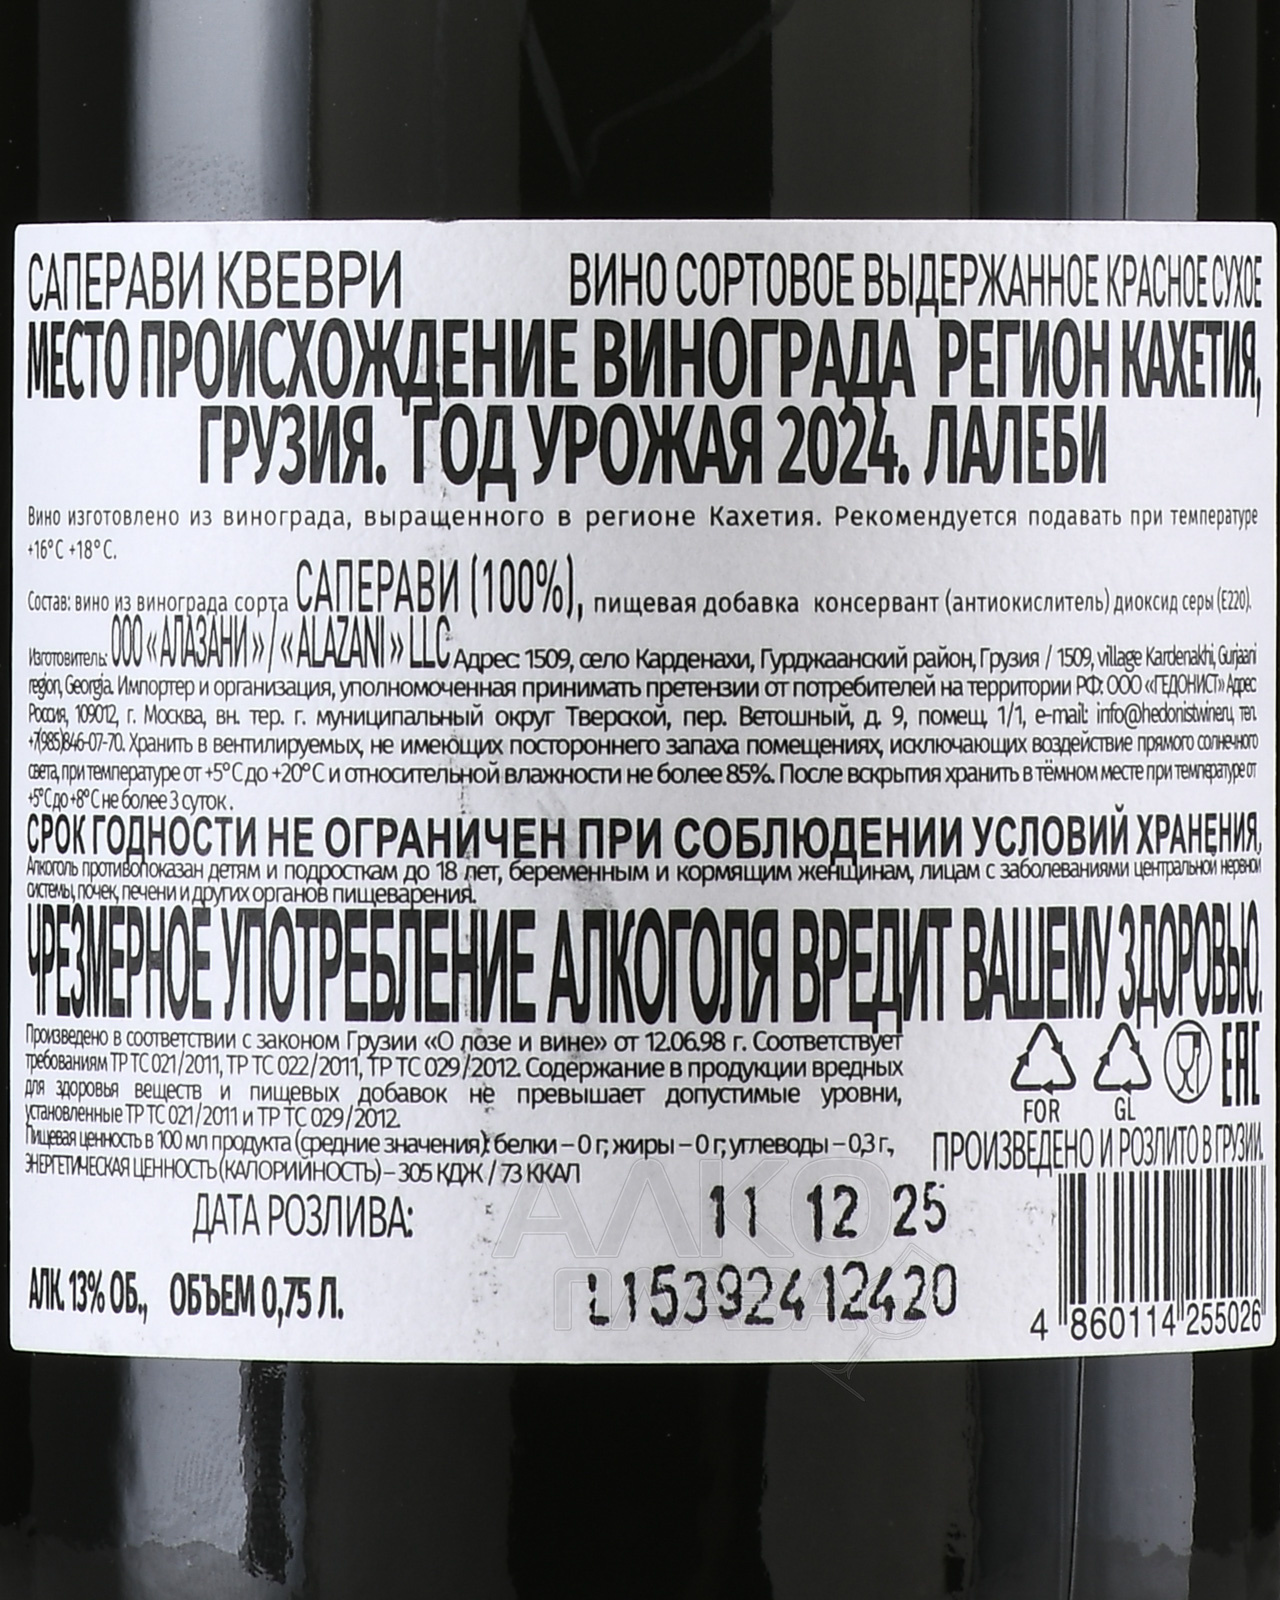 САПЕРАВИ КВЕВРИ ВИНО СОРТОВОЕ ВЫДЕРЖАННОЕ КРАСНОЕ СУХОЕ
МЕСТО ПРОИСХОЖДЕНИЕ ВИНОГРАДА РЕГИОН КАХЕТИЯ,
ГРУЗИЯ. ГОД УРОЖАЯ 2024. ЛАЛЕБИ
Вино изготовлено из винограда, выращенного в регионе Кахетия. Рекомендуется подавать при температуре
+16°С +18°С.
Состав: вино из винограда сорта САПЕРАВИ (100%), пищевая добавка консервант (антиокислитель) диоксид серы (Е220).
Изготовитель: ООО «АЛАЗАНИ» / «ALAZANI» LLC Адрес: 1509, село Карденахи, Гурджаанский район, Грузия / 1509, village Kardenakhi, Gurjaani
region, Georgia. Импортер и организация, уполномоченная принимать претензии от потребителей на территории РФ: ООО «ГЕДОНИСТ» Адрес:
Россия, 109012, г. Москва, вн. тер. г. муниципальный округ Тверской, пер. Ветошный, д. 9, помещ. 1/1, e-mail: info@hedonistwine.ru, тел.
+7(985)846-07-70. Хранить в вентилируемых, не имеющих постороннего запаха помещениях, исключающих воздействие прямого солнечного
света, при температуре от +5°С до +20°С и относительной влажности не более 85%. После вскрытия хранить в тёмном месте при температуре от
+5°С до +8°С не более 3 суток.
СРОК ГОДНОСТИ НЕ ОГРАНИЧЕН ПРИ СОБЛЮДЕНИИ УСЛОВИЙ ХРАНЕНИЯ,
Алкоголь противопоказан детям и подросткам до 18 лет, беременным и кормящим женщинам, лицам с заболеваниями центральной нервной
системы, почек, печени и других органов пищеварения.
ЧРЕЗМЕРНОЕ УПОТРЕБЛЕНИЕ АЛКОГОЛЯ ВРЕДИТ ВАШЕМУ ЗДОРОВЬЮ.
Произведено в соответствии с законом Грузии «О лозе и вине» от 12.06.98 г. Соответствует
требованиям ТР ТС 021/2011, ТР ТС 022/2011, ТР ТС 029/2012. Содержание в продукции вредных
для здоровья веществ и пищевых добавок не превышает допустимые уровни,
установленные ТР ТС 021/2011 и ТР ТС 029/2012.
FOR GL EAC
Пищевая ценность в 100 мл продукта (средние значения): белки – 0 г; жиры – 0 г; углеводы – 0,3 г.,
ЭНЕРГЕТИЧЕСКАЯ ЦЕННОСТЬ (КАЛОРИЙНОСТЬ) – 305 КДЖ / 73 ККАЛ
ПРОИЗВЕДЕНО И РОЗЛИТО В ГРУЗИИ.
ДАТА РОЗЛИВА: 11 12 25
АЛК. 13% ОБ., ОБЪЕМ 0,75 Л. L15392412420
4 860114 255026
АЛКО
ПЛАЗА